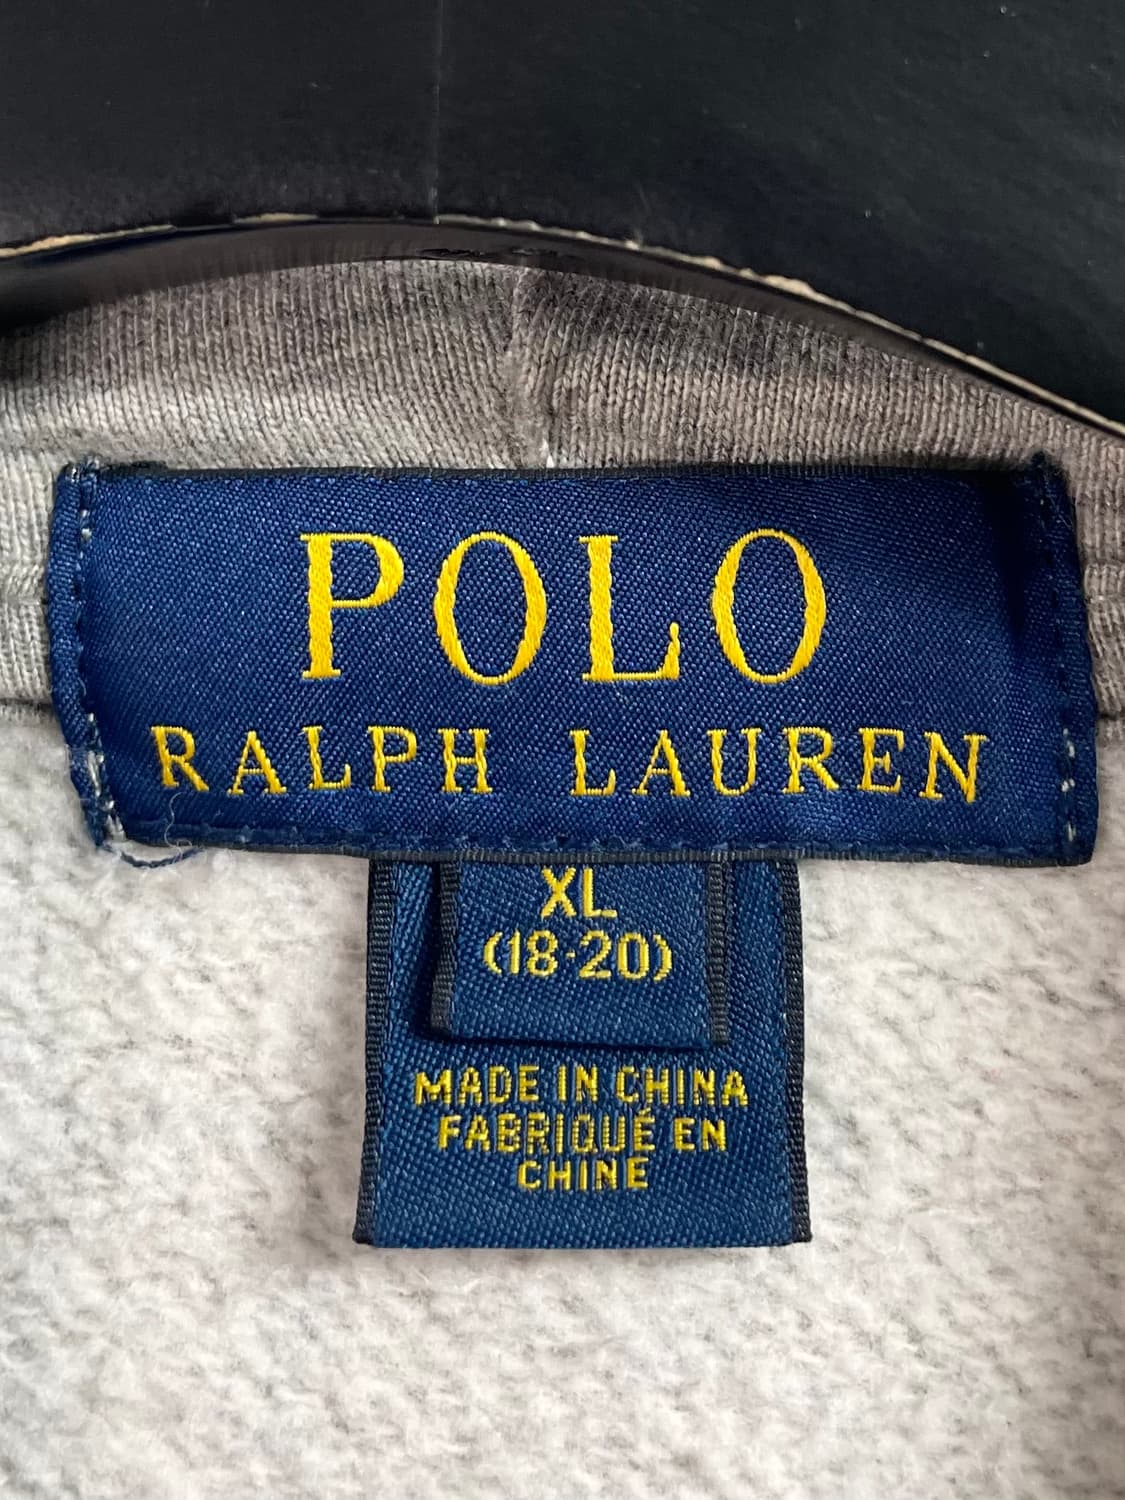 POLO
RALPH LAUREN
XL
(18-20)
MADE IN CHINA
FABRIQUÉ EN
CHINE